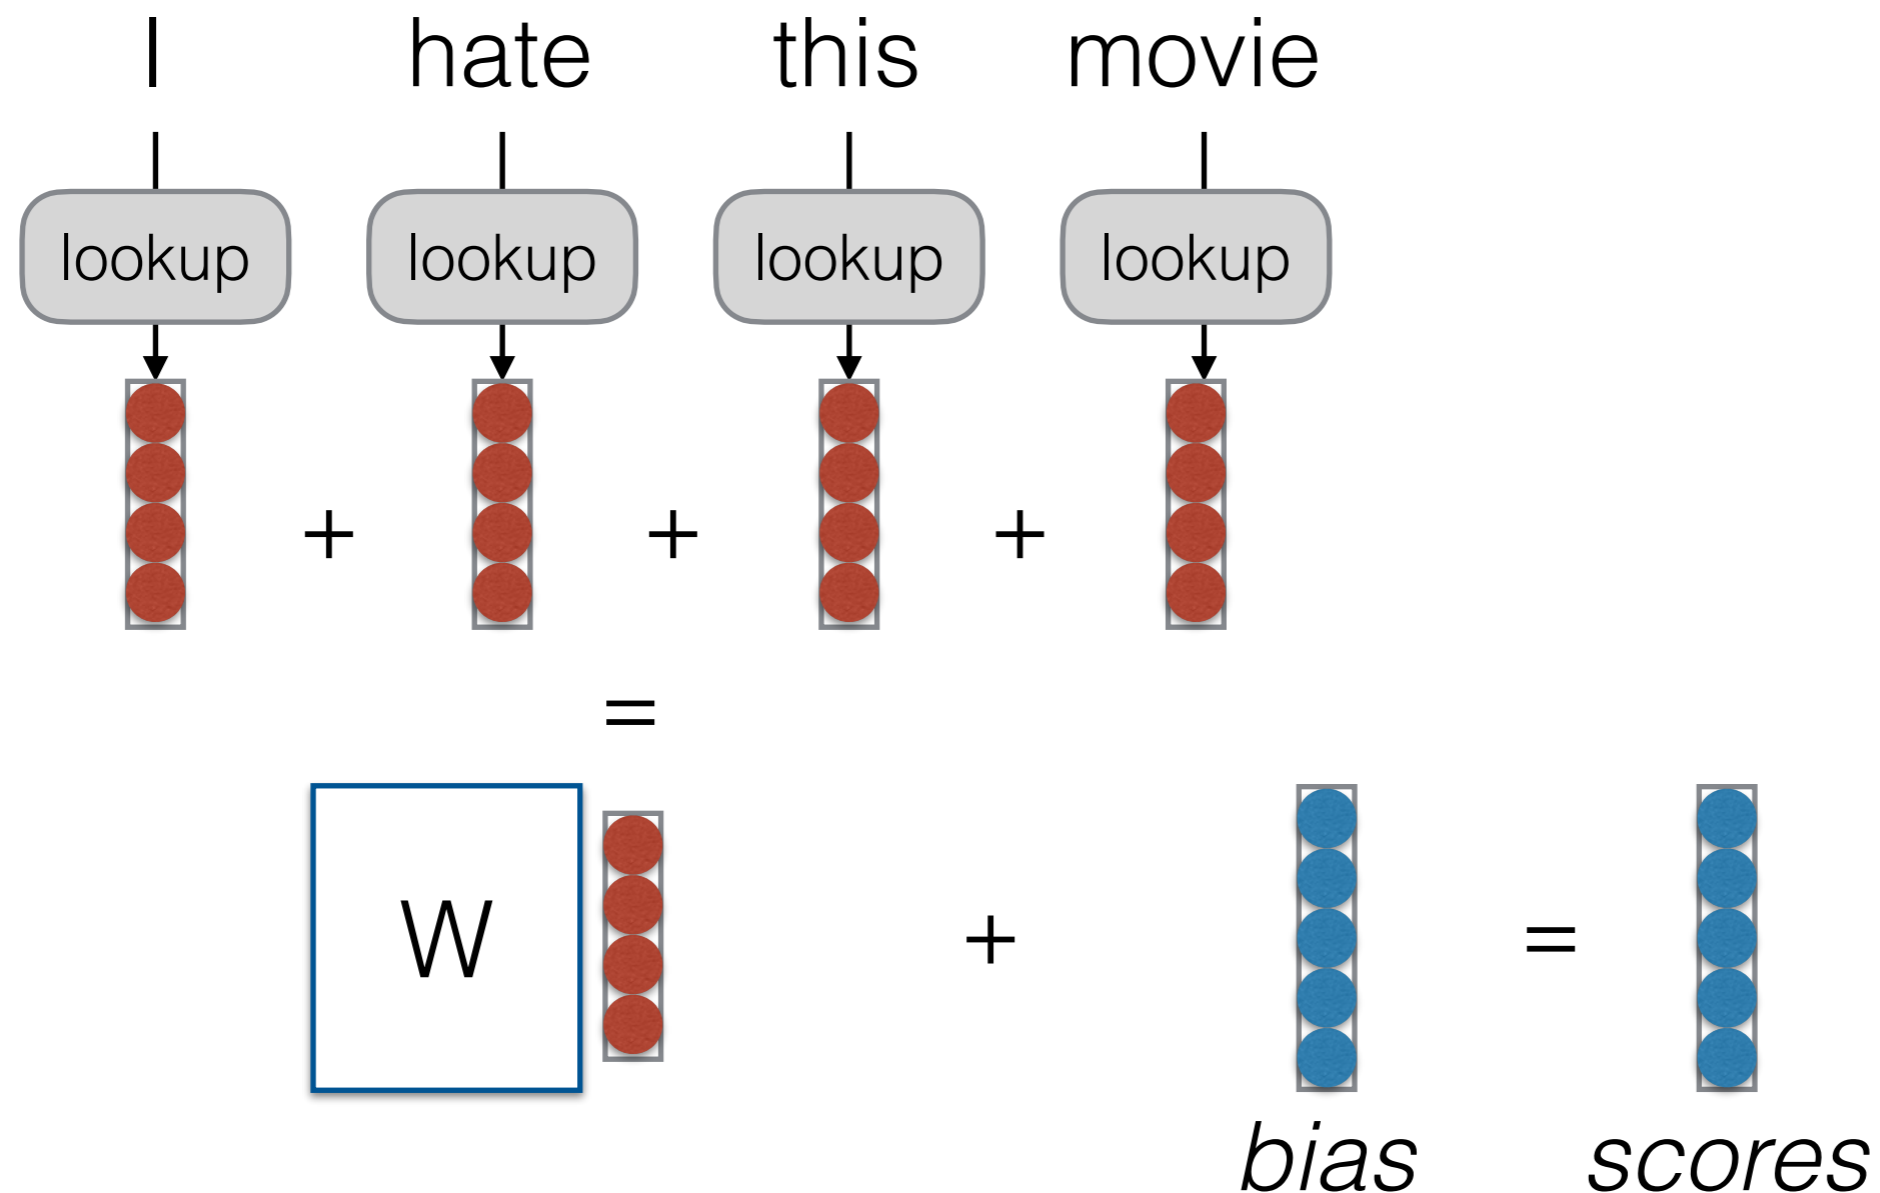 I hate this movie
lookup lookup lookup lookup
+ + +
=
W + =
bias scores